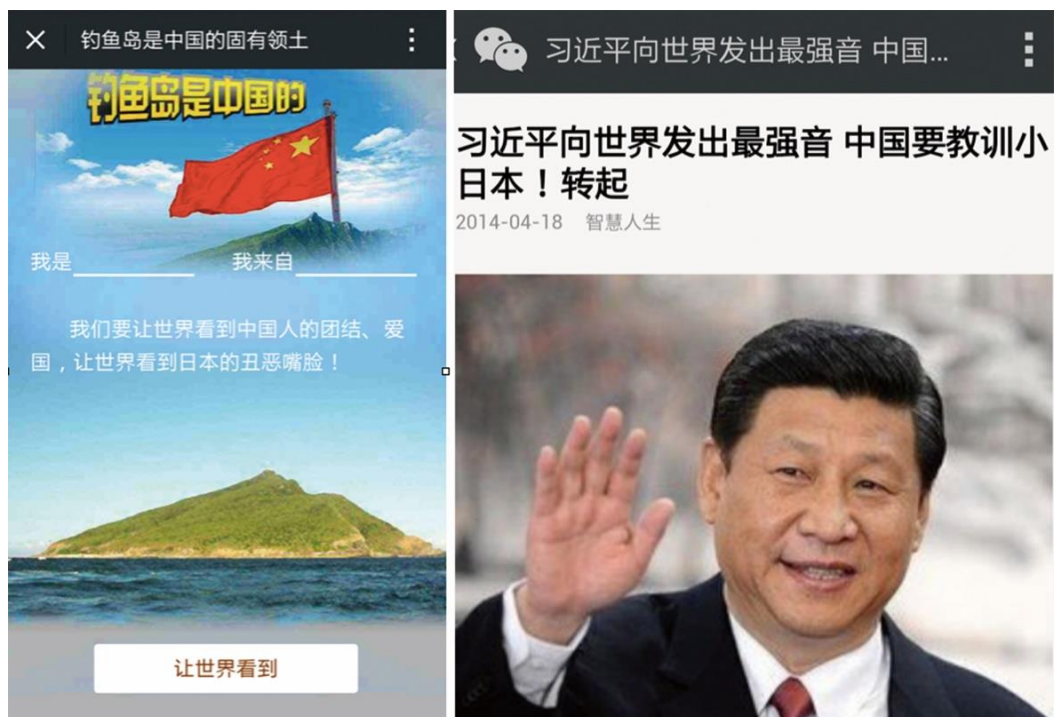 钓鱼岛是中国的固有领土
钓鱼岛是中国的
我是 我来自
我们要让世界看到中国人的团结、爱
国，让世界看到日本的丑恶嘴脸！
让世界看到
习近平向世界发出最强音 中国...
习近平向世界发出最强音 中国要教训小
日本！转起
2014-04-18 智慧人生